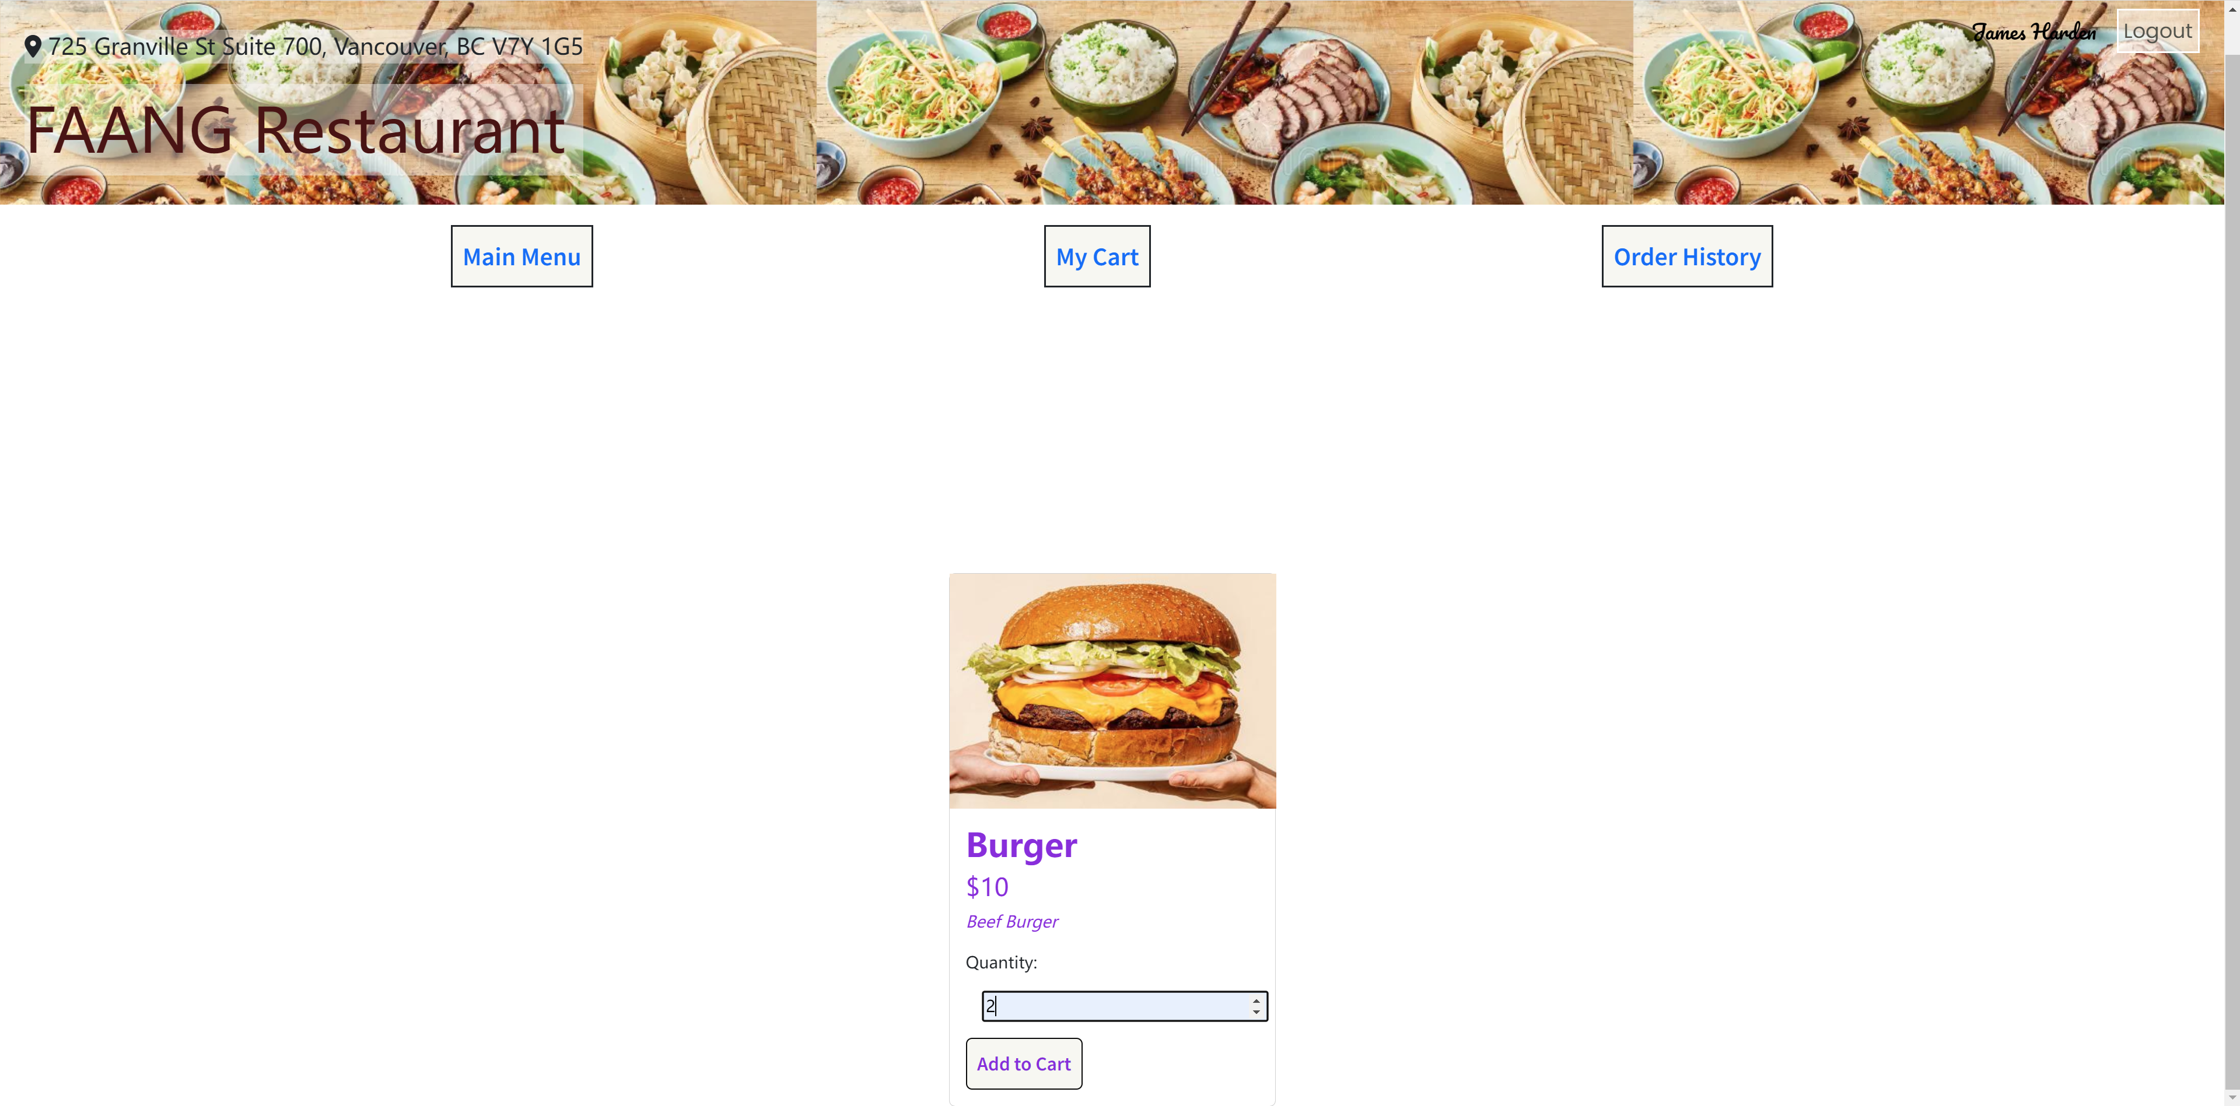 725 Granville St Suite 700, Vancouver, BC V7Y 1G5
James Harden
Logout
FAANG Restaurant
Main Menu
My Cart
Order History
Burger
$10
Beef Burger
Quantity:
2
Add to Cart